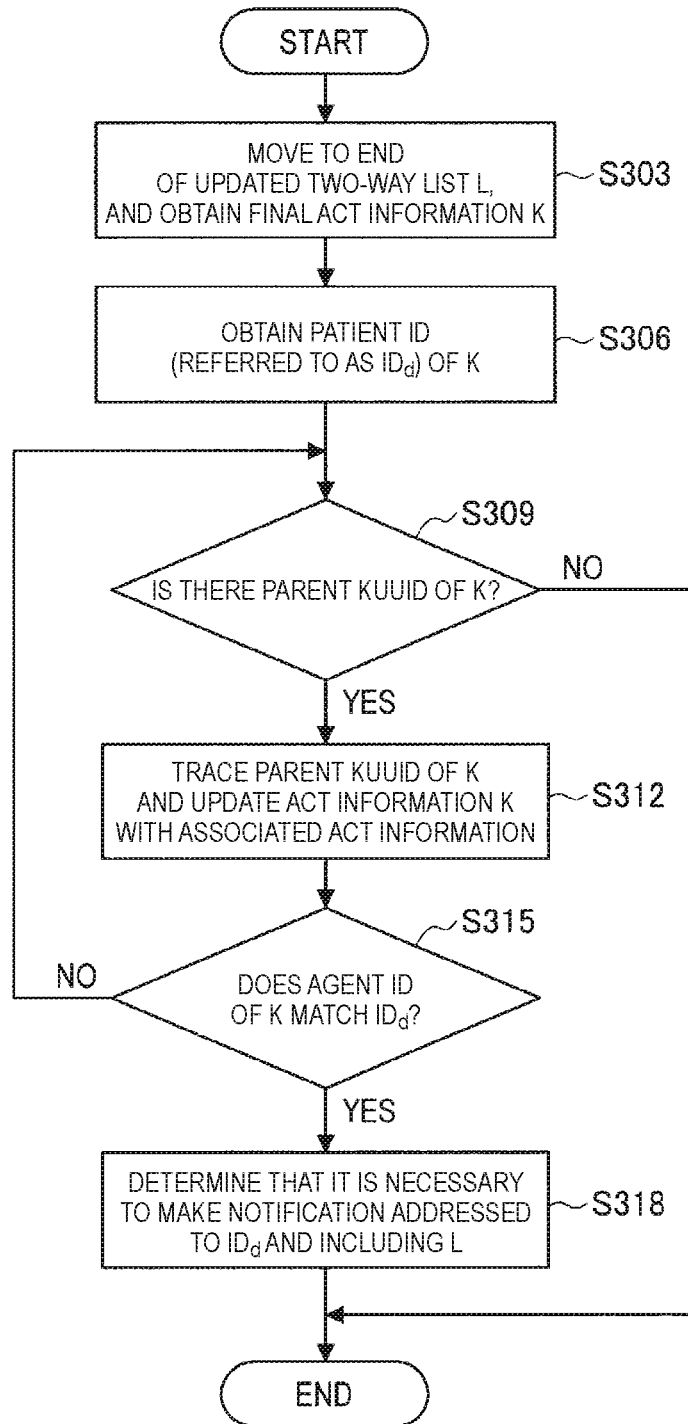 START
MOVE TO END
OF UPDATED TWO-WAY LIST L,
AND OBTAIN FINAL ACT INFORMATION K
S303
OBTAIN PATIENT ID
(REFERRED TO AS IDd) OF K
S306
S309
IS THERE PARENT KUUID OF K?
NO
YES
TRACE PARENT KUUID OF K
AND UPDATE ACT INFORMATION K
WITH ASSOCIATED ACT INFORMATION
S312
S315
NO
DOES AGENT ID
OF K MATCH IDd?
YES
DETERMINE THAT IT IS NECESSARY
TO MAKE NOTIFICATION ADDRESSED
TO IDd AND INCLUDING L
S318
END